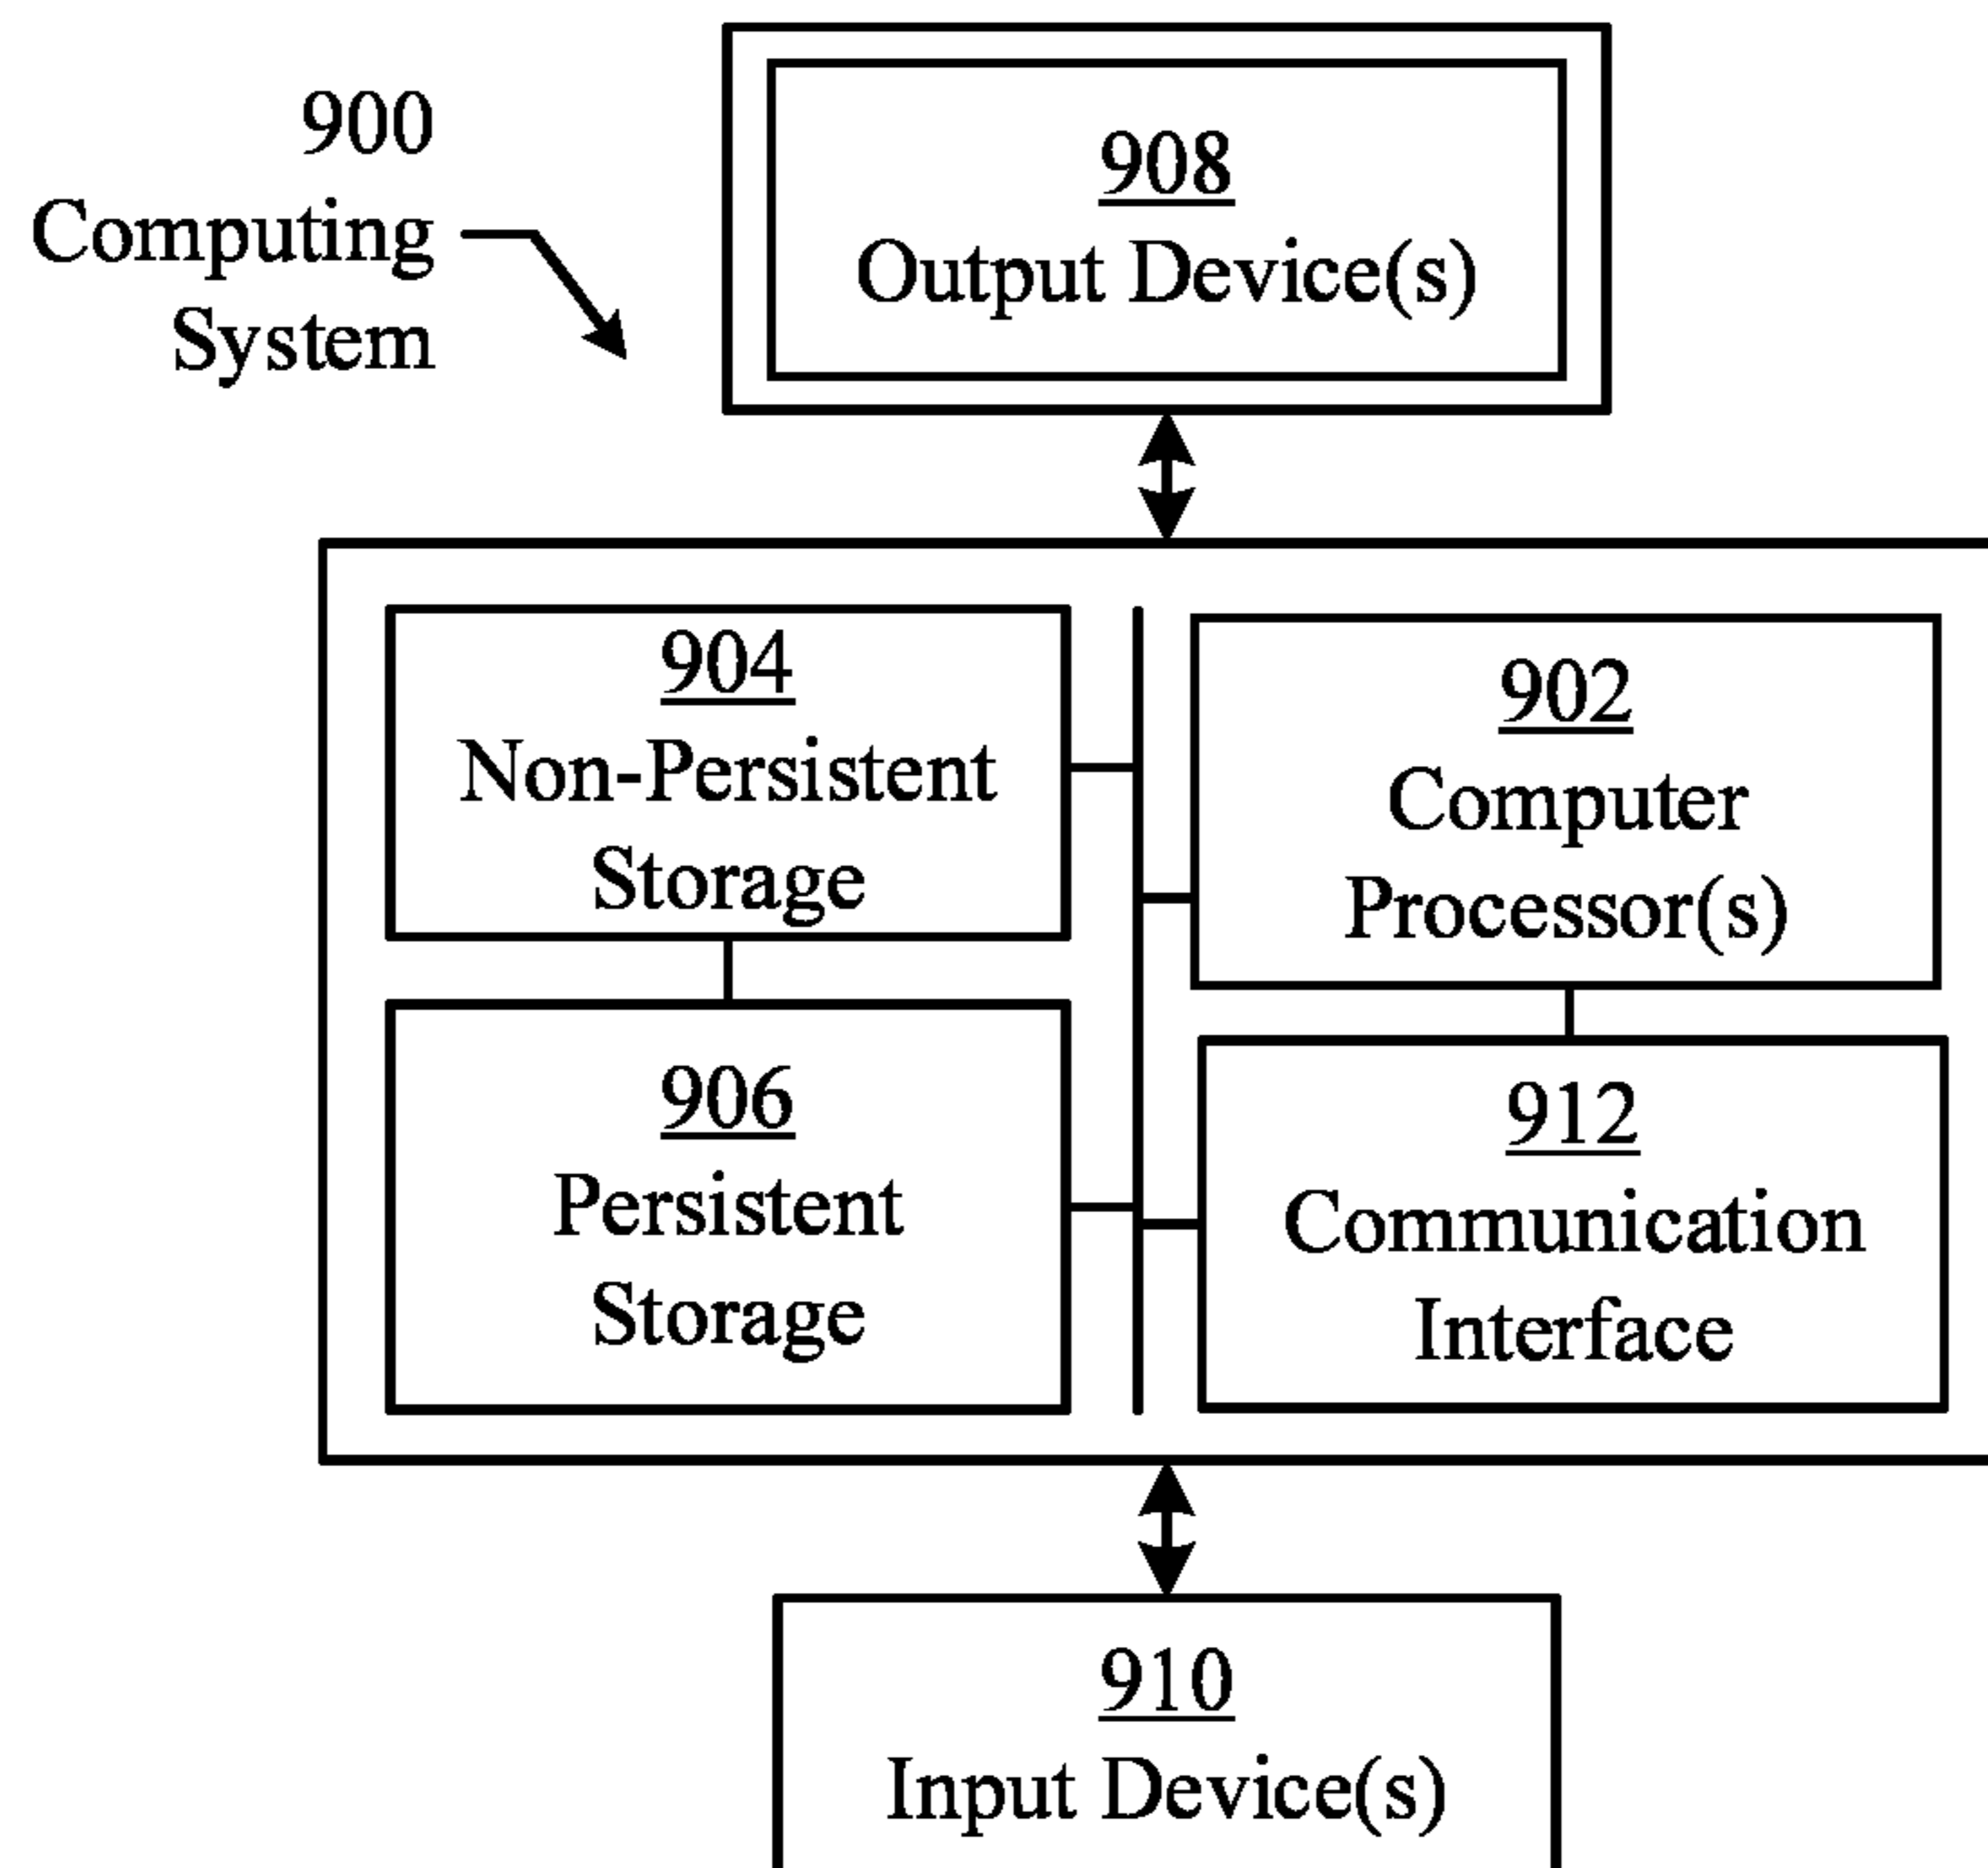 900
Computing
System
908
Output Device(s)
904
Non-Persistent
Storage
902
Computer
Processor(s)
906
Persistent
Storage
912
Communication
Interface
910
Input Device(s)